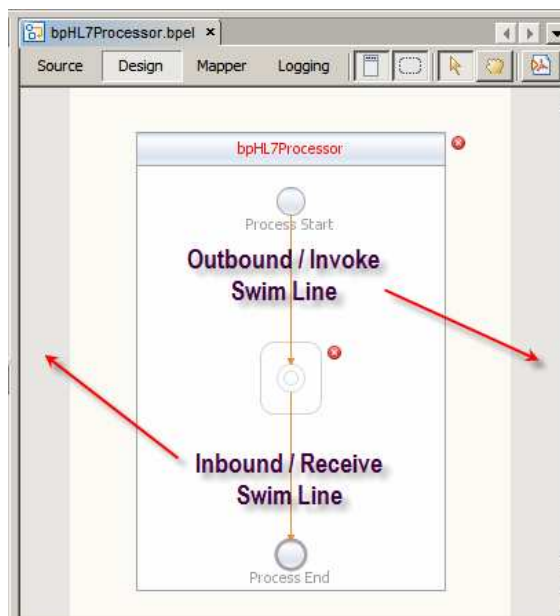 bpHL7Processor.bpel ×
Source Design Mapper Logging
bpHL7Processor
Process Start
Outbound / Invoke
Swim Line
Inbound / Receive
Swim Line
Process End